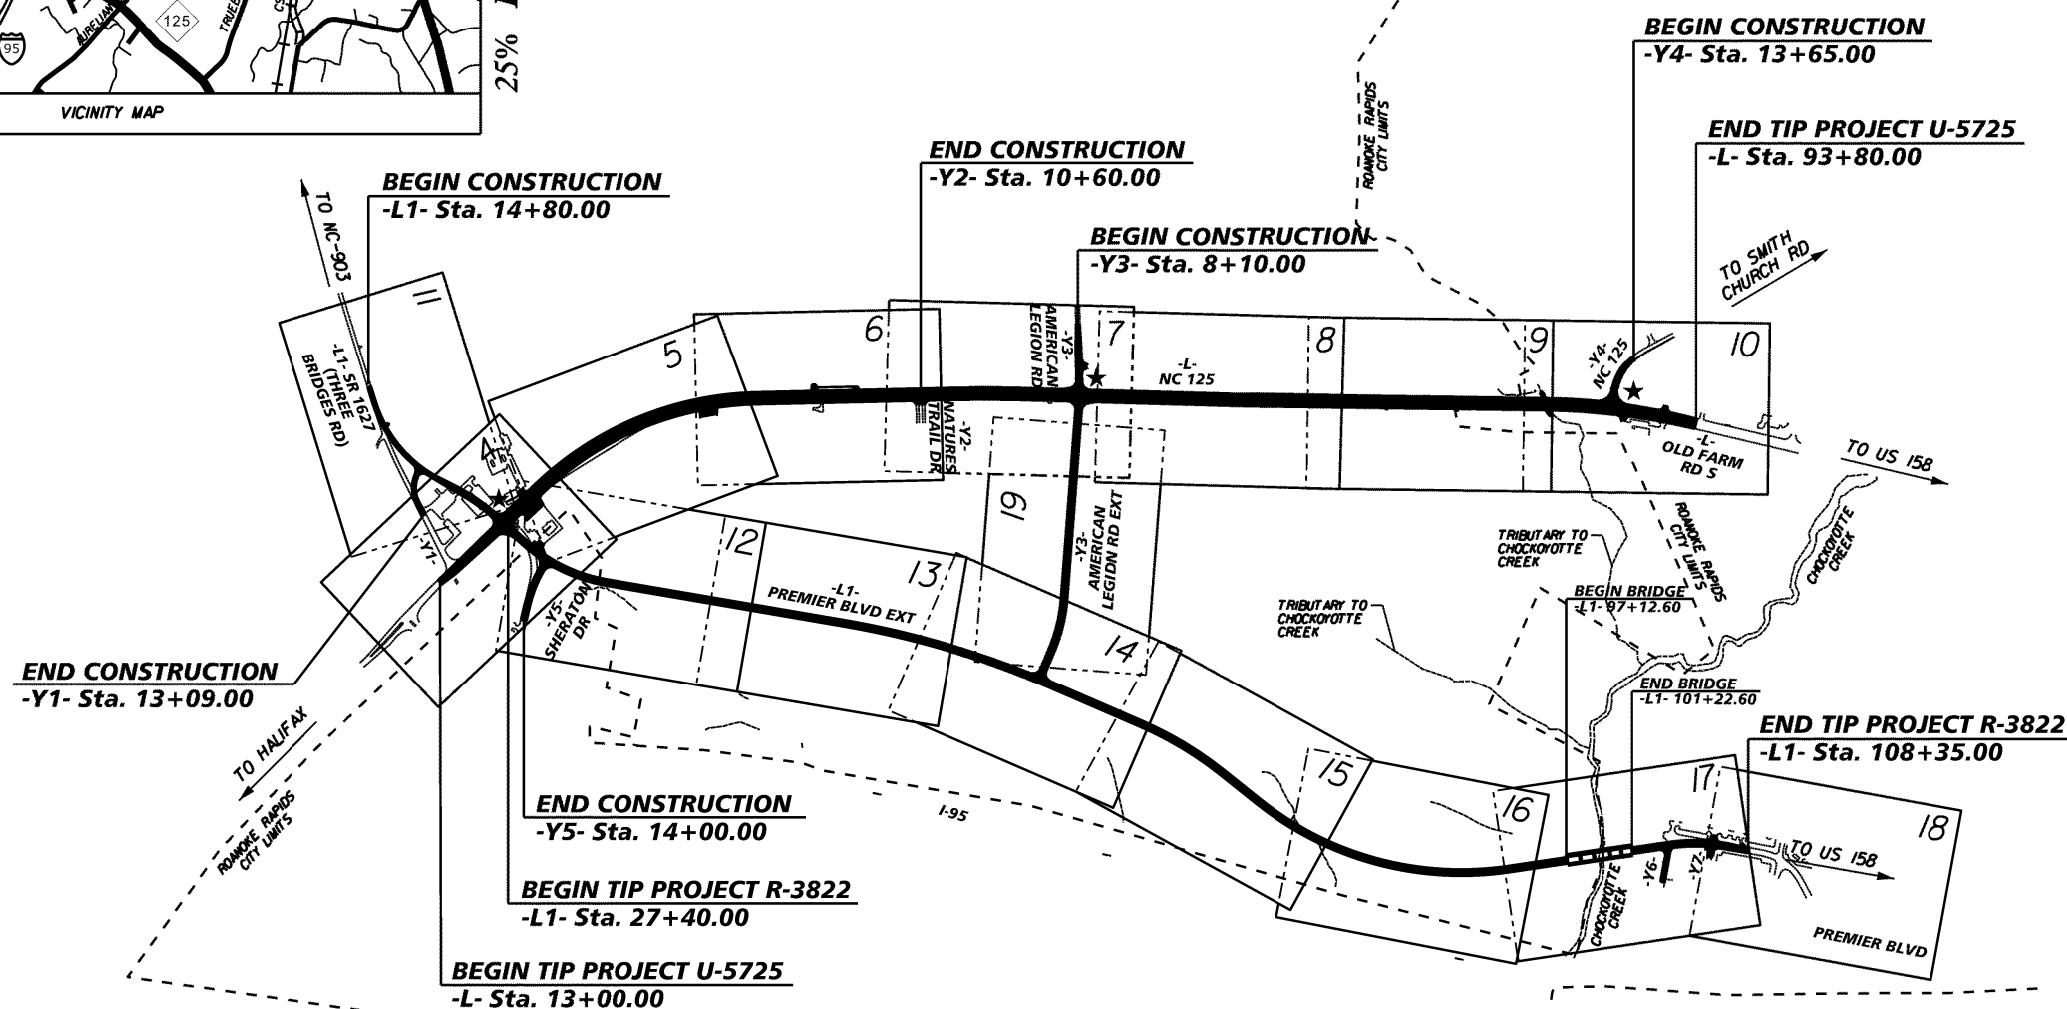 95
AURELIAN
125
25%
VICINITY MAP
BEGIN CONSTRUCTION
-Y4- Sta. 13+65.00
END TIP PROJECT U-5725
-L- Sta. 93+80.00
END CONSTRUCTION
-Y2- Sta. 10+60.00
BEGIN CONSTRUCTION
-L1- Sta. 14+80.00
BEGIN CONSTRUCTION
-Y3- Sta. 8+10.00
ROANOKE RAPIDS
CITY LIMITS
TO NC-903
TO SMITH
CHURCH RD
11
5
6
7
8
9
10
-L1- SR 1627
(THREE
BRIDGES RD)
AMERICAN
LEGION RD
-Y3-
-L-
NC 125
-Y4-
NC 125
4
-Y2-
NATURES
TRAIL DR
-L-
OLD FARM
RD S
TO US 158
-Y1-
12
13
19
-Y3-
AMERICAN
LEGION RD EXT
-L1-
PREMIER BLVD EXT
-Y5-
SHERATON
DR
14
TRIBUTARY TO
CHOCKOYOTTE
CREEK
TRIBUTARY TO
CHOCKOYOTTE
CREEK
ROANOKE RAPIDS
CITY LIMITS
CHOCKOYOTTE
CREEK
BEGIN BRIDGE
-L1- 97+12.60
END BRIDGE
-L1- 101+22.60
END CONSTRUCTION
-Y1- Sta. 13+09.00
END TIP PROJECT R-3822
-L1- Sta. 108+35.00
TO HALIFAX
ROANOKE RAPIDS
CITY LIMITS
15
16
17
18
I-95
TO US 158
-Y6-
-Y7-
CHOCKOYOTTE
CREEK
PREMIER BLVD
END CONSTRUCTION
-Y5- Sta. 14+00.00
BEGIN TIP PROJECT R-3822
-L1- Sta. 27+40.00
BEGIN TIP PROJECT U-5725
-L- Sta. 13+00.00